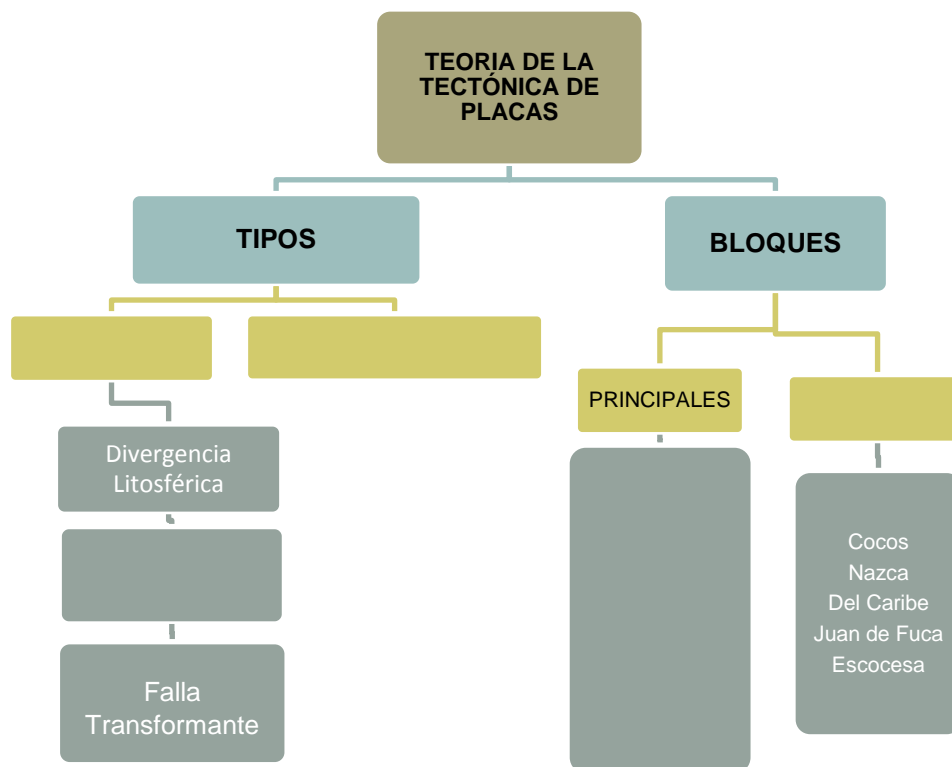 TEORIA DE LA
TECTÓNICA DE
PLACAS
TIPOS
BLOQUES
PRINCIPALES
Divergencia
Litosférica
Falla
Transformante
Cocos
Nazca
Del Caribe
Juan de Fuca
Escocesa